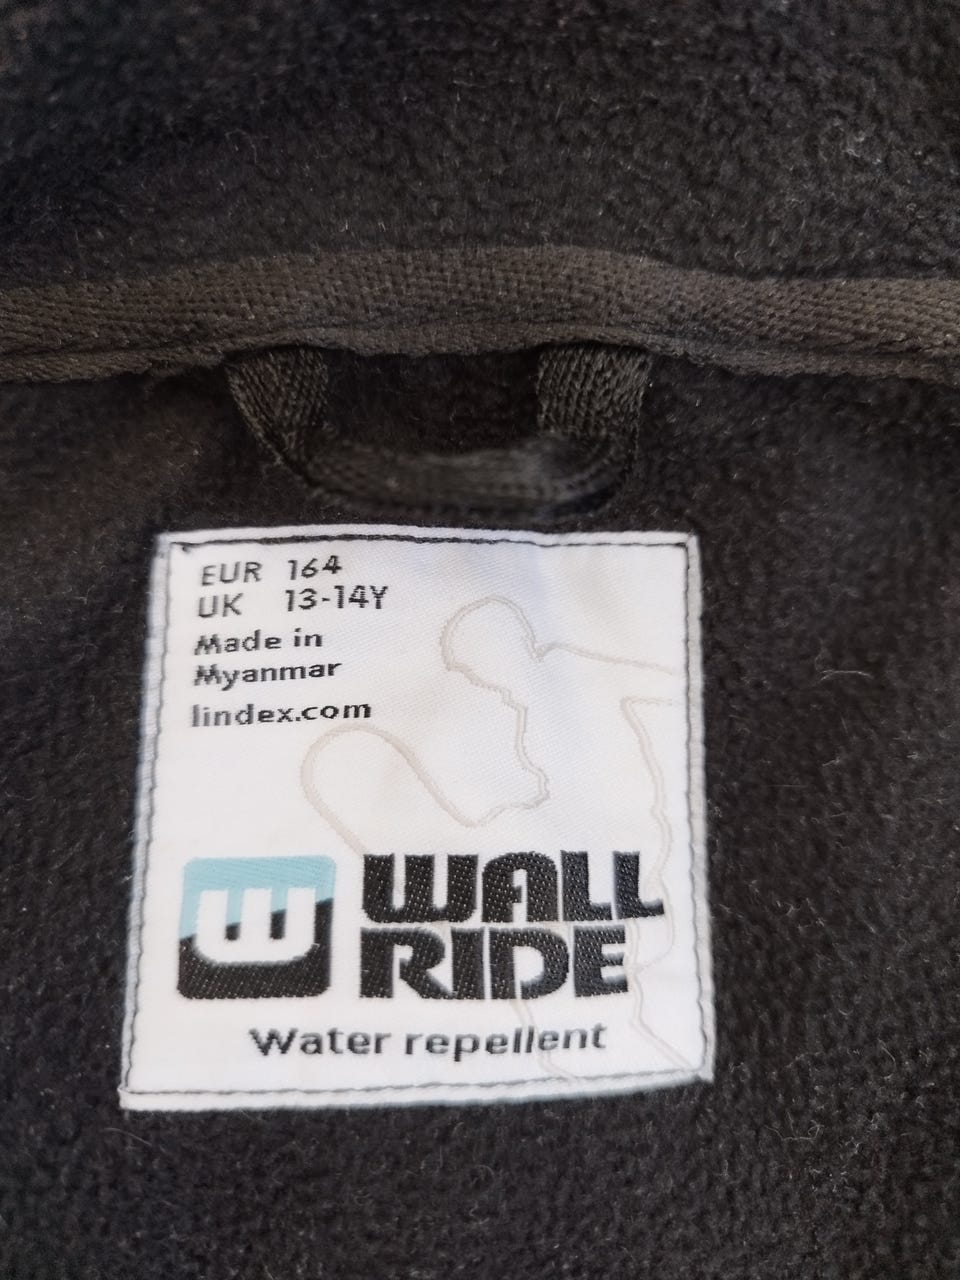 EUR 164
UK 13-14Y
Made in
Myanmar
lindex.com
WALL
RIDE
Water repellent